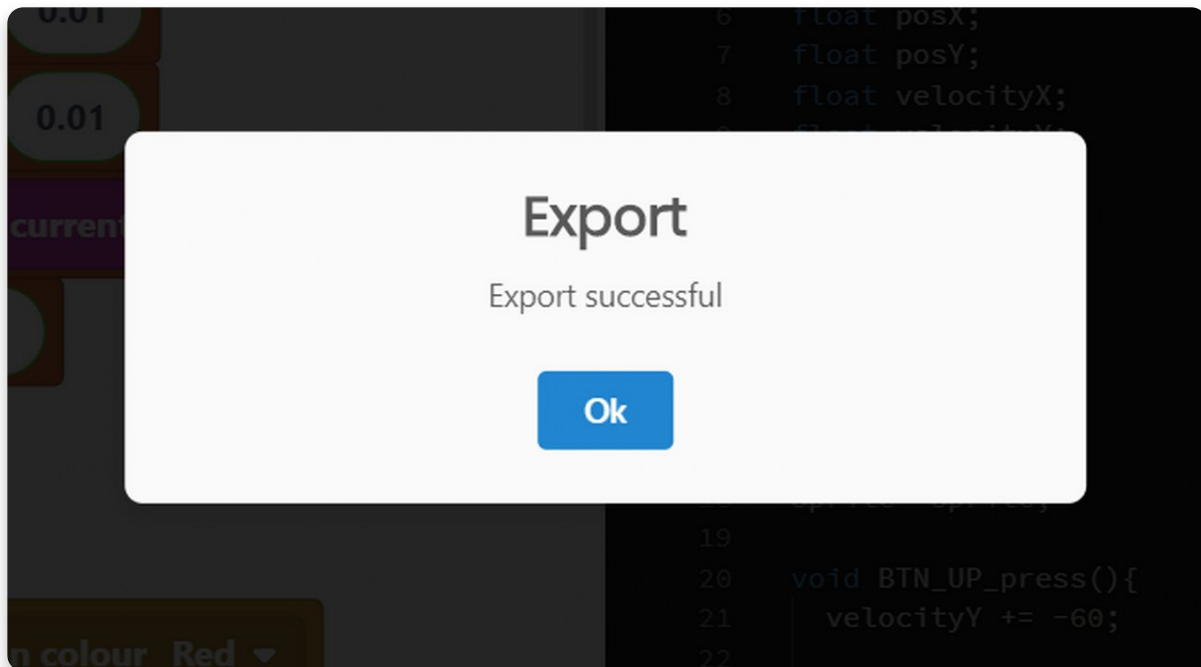 0.01
0.01
current
n colour Red
6 float posX;
7 float posY;
8 float velocityX;
Export
Export successful
Ok
19
20 void BTN_UP_press(){
21 velocityY += -60;
22